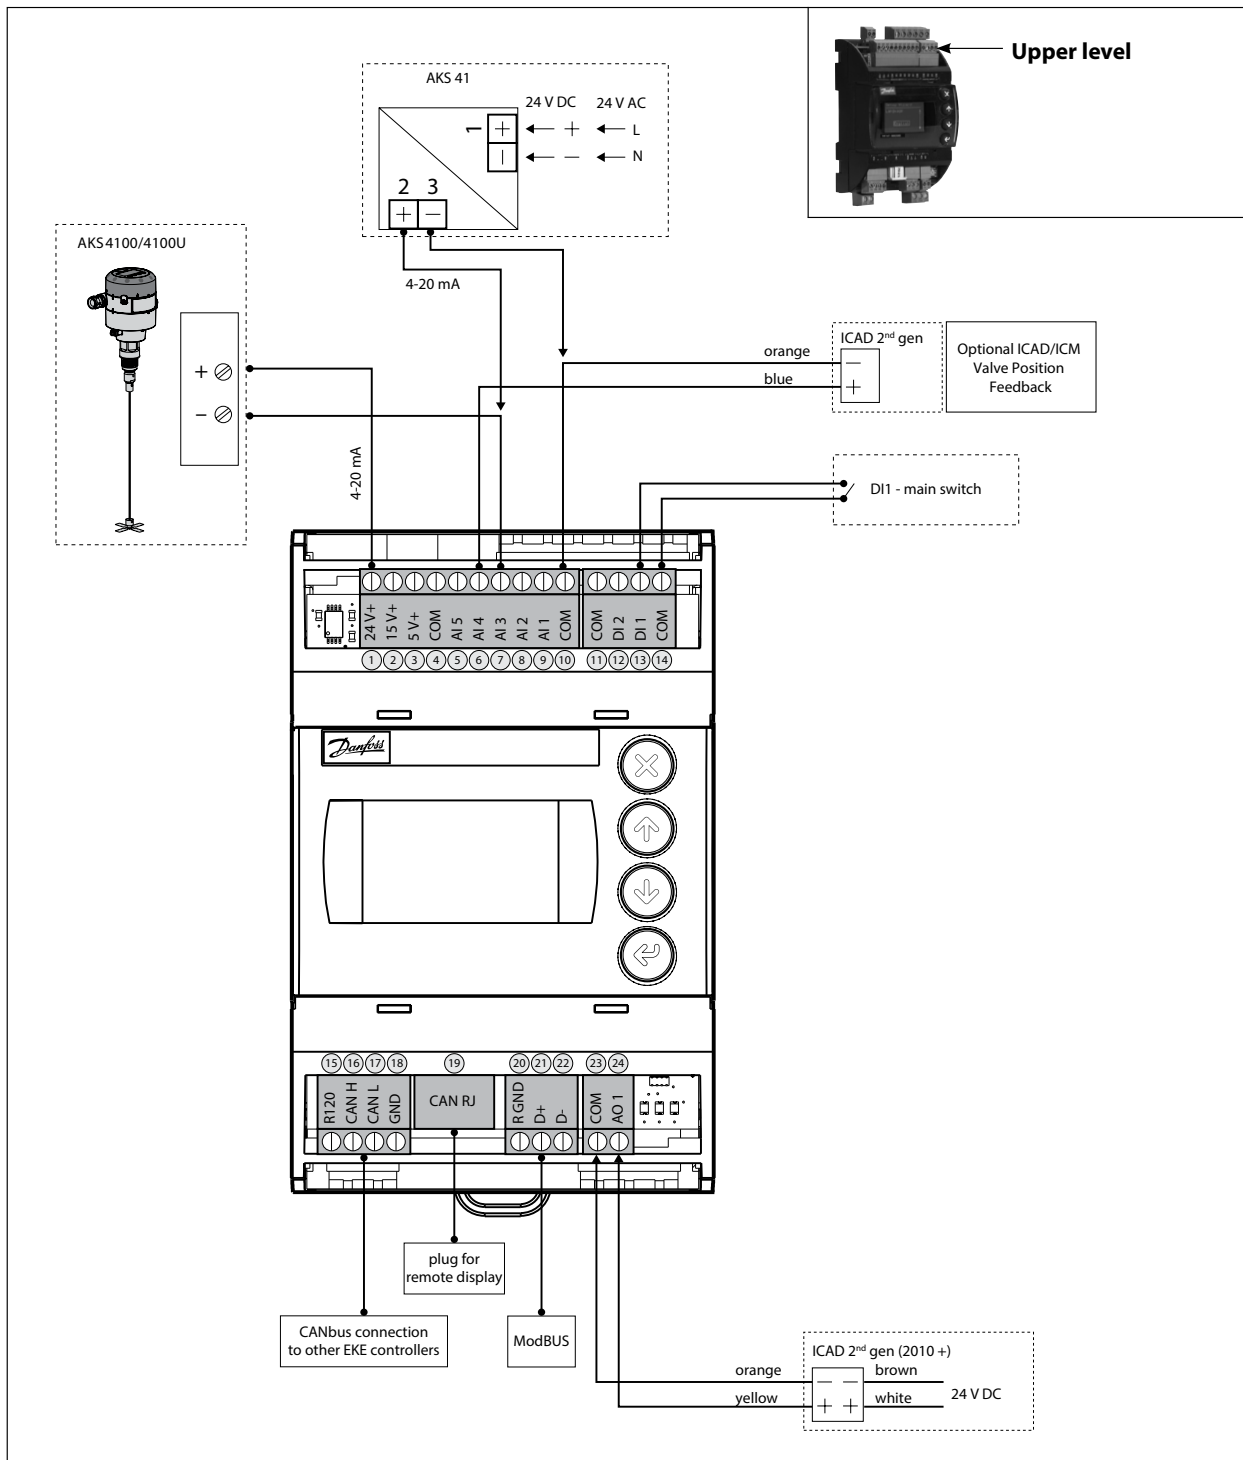 Upper level
AKS 41
24 V DC 24 V AC
1 + + L
− − N
2 3
+ −
4-20 mA
AKS 4100/4100U
+
−
4-20 mA
orange
blue
ICAD 2nd gen
−
+
Optional ICAD/ICM
Valve Position
Feedback
DI1 - main switch
24 V+ 15 V+ 5 V+ COM AI 5 AI 4 AI 3 AI 2 AI 1 COM COM DI 2 DI 1 COM
1 2 3 4 5 6 7 8 9 10 11 12 13 14
Danfoss
15 16 17 18 19 20 21 22 23 24
R120 CAN H CAN L GND CAN RJ R GND D+ D- COM AO 1
plug for
remote display
CANbus connection
to other EKE controllers
ModBUS
ICAD 2nd gen (2010 +)
orange − − brown
yellow + + white
24 V DC